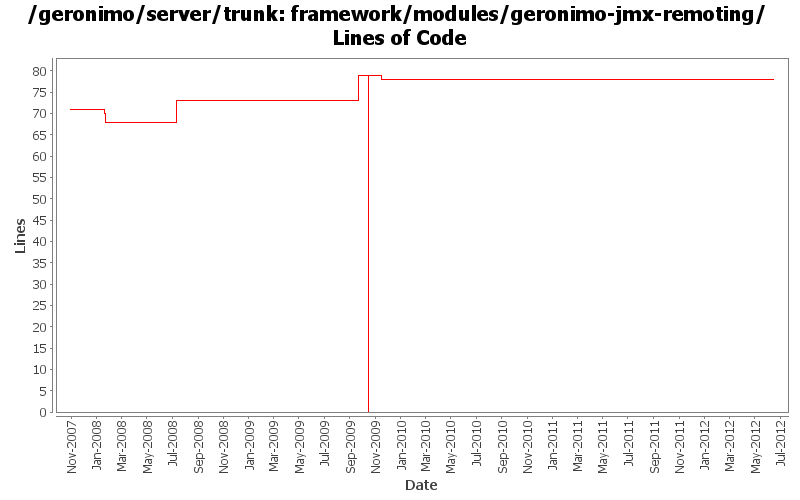 /geronimo/server/trunk: framework/modules/geronimo-jmx-remoting/
Lines of Code
Lines
80
75
70
65
60
55
50
45
40
35
30
25
20
15
10
5
0
Nov-2007
Jan-2008
Mar-2008
May-2008
Jul-2008
Sep-2008
Nov-2008
Jan-2009
Mar-2009
May-2009
Jul-2009
Sep-2009
Nov-2009
Jan-2010
Mar-2010
May-2010
Jul-2010
Sep-2010
Nov-2010
Jan-2011
Mar-2011
May-2011
Jul-2011
Sep-2011
Nov-2011
Jan-2012
Mar-2012
May-2012
Jul-2012
Date